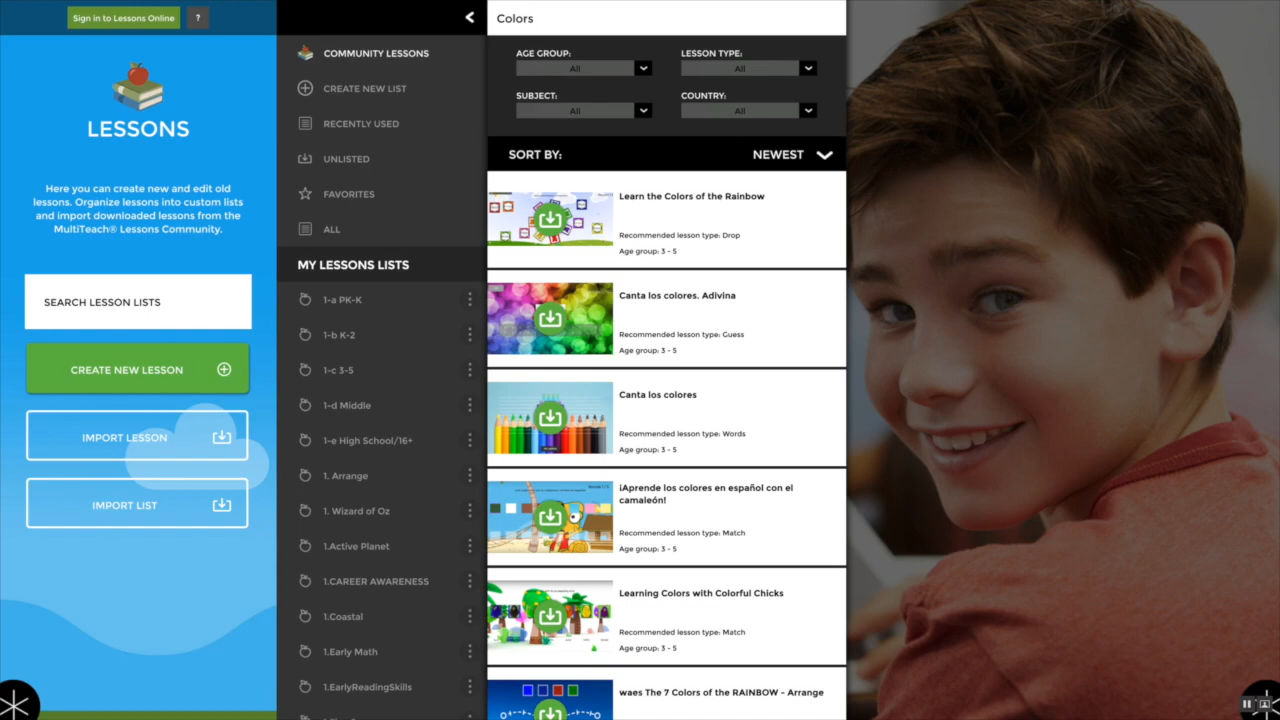 Sign in to Lessons Online
?
LESSONS
Here you can create new and edit old
lessons. Organize lessons into custom lists
and import downloaded lessons from the
MultiTeach® Lessons Community.
SEARCH LESSON LISTS
CREATE NEW LESSON
IMPORT LESSON
IMPORT LIST
COMMUNITY LESSONS
CREATE NEW LIST
RECENTLY USED
UNLISTED
FAVORITES
ALL
MY LESSONS LISTS
1-a PK-K
1-b K-2
1-c 3-5
1-d Middle
1-e High School/16+
1. Arrange
1. Wizard of Oz
1.Active Planet
1.CAREER AWARENESS
1.Coastal
1.Early Math
1.EarlyReadingSkills
Colors
AGE GROUP:
All
LESSON TYPE:
All
SUBJECT:
All
COUNTRY:
All
SORT BY:
NEWEST
Learn the Colors of the Rainbow
Recommended lesson type: Drop
Age group: 3 - 5
Canta los colores. Adivina
Recommended lesson type: Guess
Age group: 3 - 5
Canta los colores
Recommended lesson type: Words
Age group: 3 - 5
¡Aprende los colores en español con el
camaleón!
Recommended lesson type: Match
Age group: 3 - 5
Learning Colors with Colorful Chicks
Recommended lesson type: Match
Age group: 3 - 5
waes The 7 Colors of the RAINBOW - Arrange